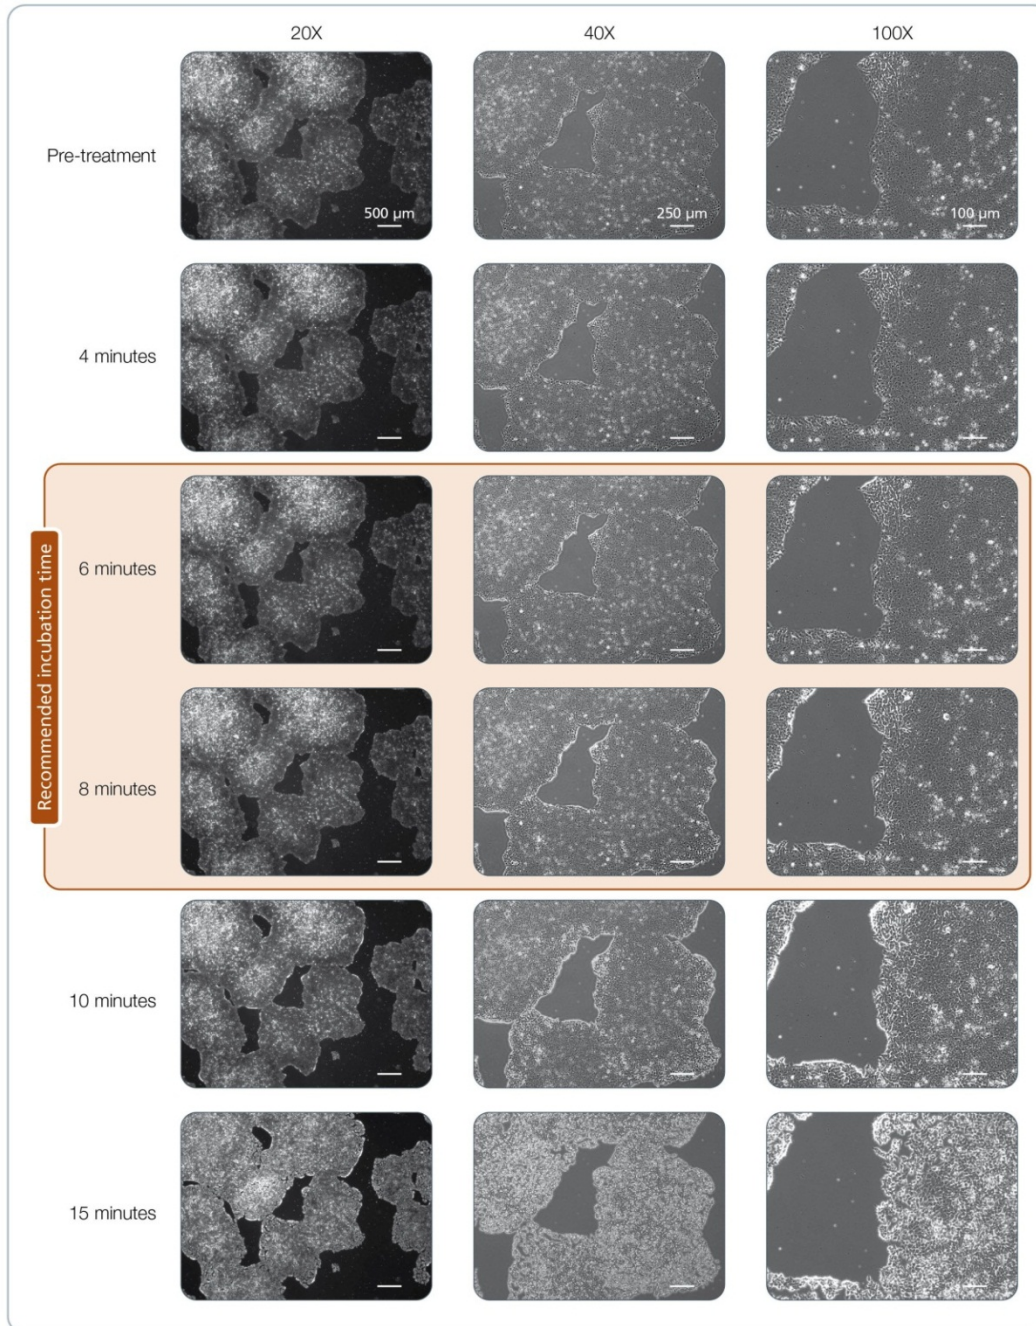 20X
40X
100X
Pre-treatment
500 µm
250 µm
100 µm
4 minutes
Recommended incubation time
6 minutes
8 minutes
10 minutes
15 minutes